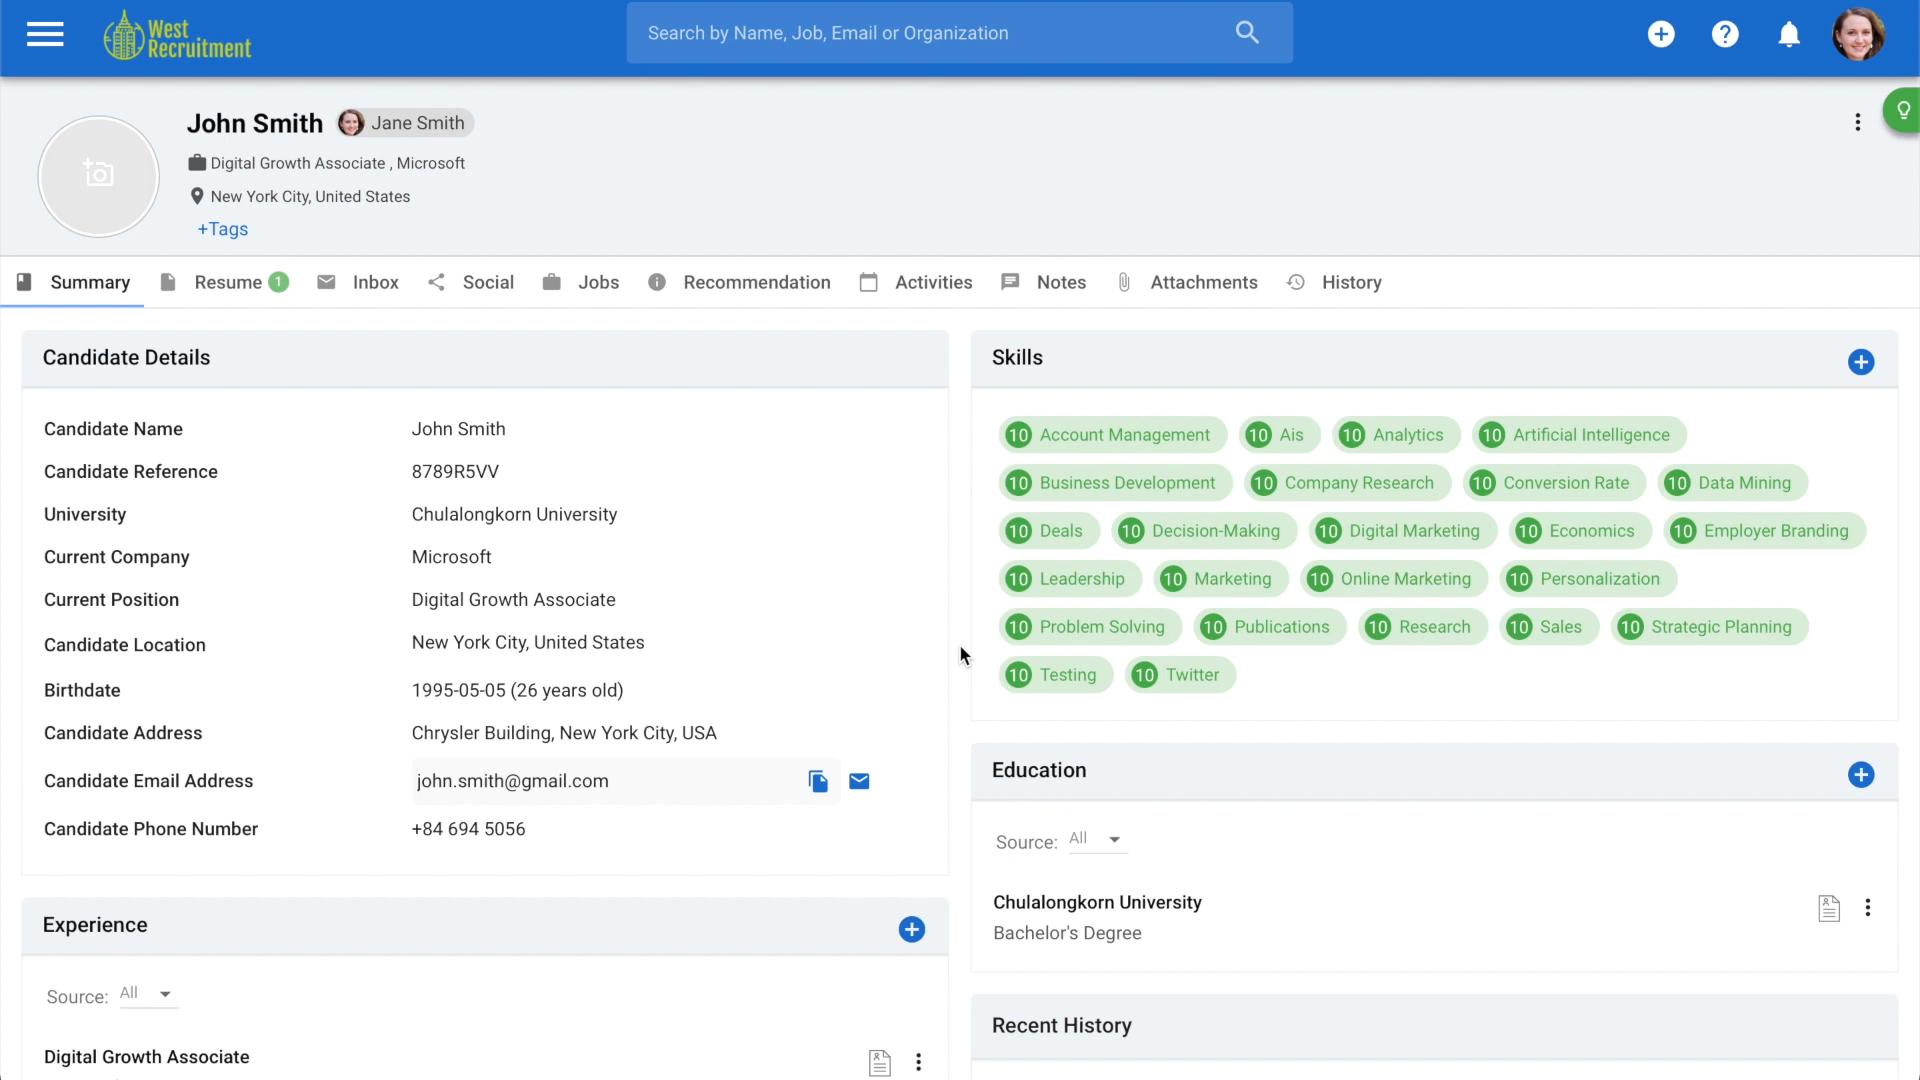 West
Recruitment
Search by Name, Job, Email or Organization
John Smith
Jane Smith
Digital Growth Associate , Microsoft
New York City, United States
+Tags
Summary
Resume 1
Inbox
Social
Jobs
Recommendation
Activities
Notes
Attachments
History
Candidate Details
Candidate Name John Smith
Candidate Reference 8789R5VV
University Chulalongkorn University
Current Company Microsoft
Current Position Digital Growth Associate
Candidate Location New York City, United States
Birthdate 1995-05-05 (26 years old)
Candidate Address Chrysler Building, New York City, USA
Candidate Email Address john.smith@gmail.com
Candidate Phone Number +84 694 5056
Experience
Source: All
Digital Growth Associate
Skills
10 Account Management 10 Ais 10 Analytics 10 Artificial Intelligence
10 Business Development 10 Company Research 10 Conversion Rate 10 Data Mining
10 Deals 10 Decision-Making 10 Digital Marketing 10 Economics 10 Employer Branding
10 Leadership 10 Marketing 10 Online Marketing 10 Personalization
10 Problem Solving 10 Publications 10 Research 10 Sales 10 Strategic Planning
10 Testing 10 Twitter
Education
Source: All
Chulalongkorn University
Bachelor's Degree
Recent History